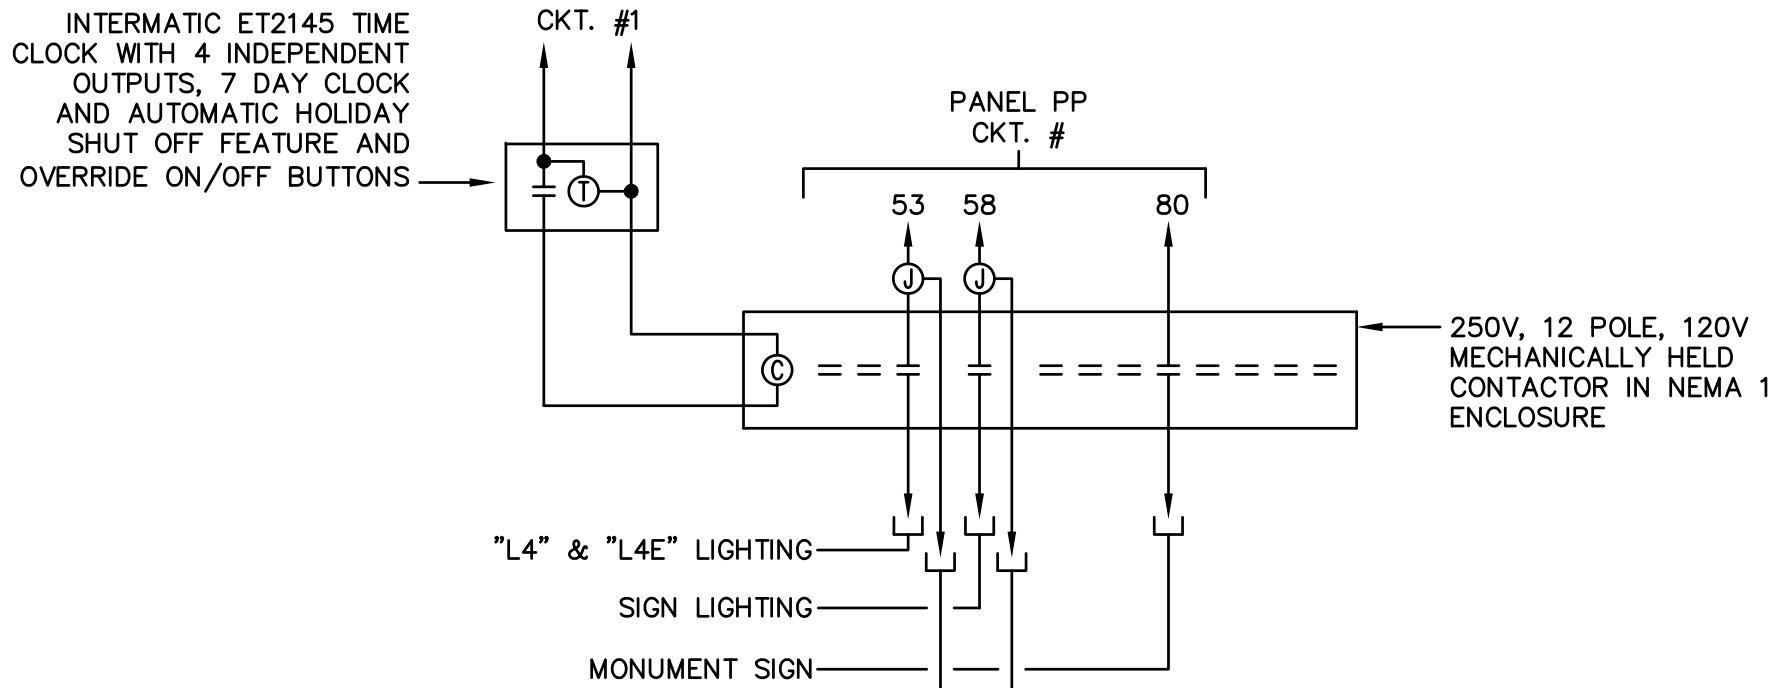 INTERMATIC ET2145 TIME
CLOCK WITH 4 INDEPENDENT
OUTPUTS, 7 DAY CLOCK
AND AUTOMATIC HOLIDAY
SHUT OFF FEATURE AND
OVERRIDE ON/OFF BUTTONS
CKT. #1
T
PANEL PP
CKT. #
53 58 80
J J
C
250V, 12 POLE, 120V
MECHANICALLY HELD
CONTACTOR IN NEMA 1
ENCLOSURE
"L4" & "L4E" LIGHTING
SIGN LIGHTING
MONUMENT SIGN